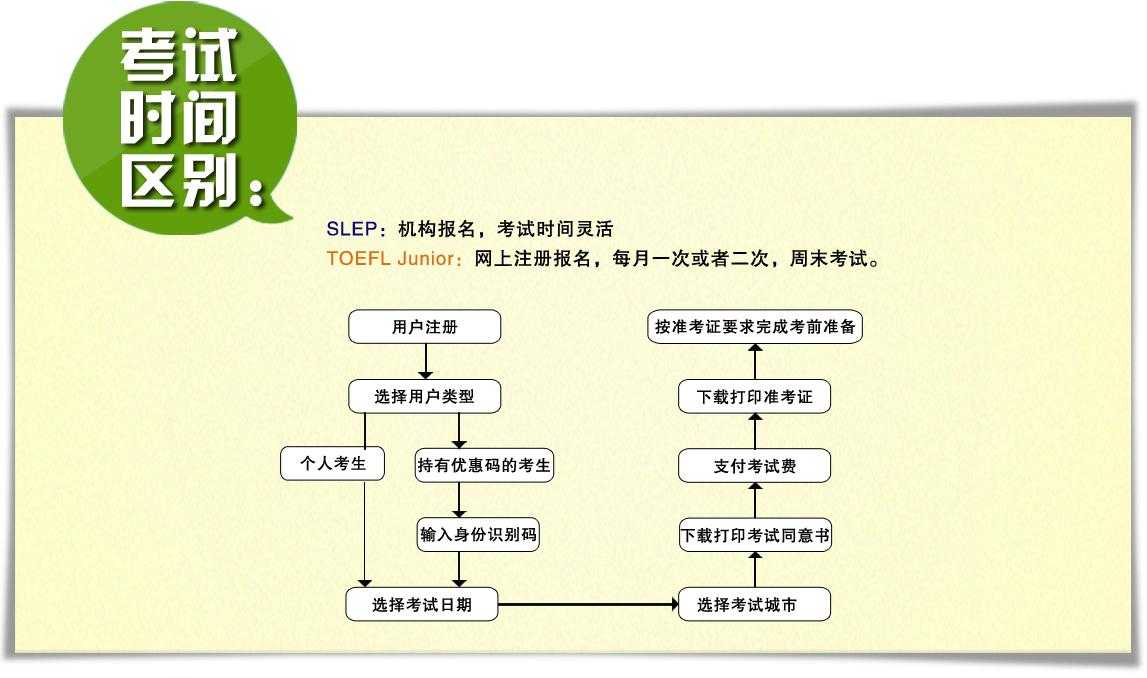 考试
时间
区别：
SLEP：机构报名，考试时间灵活
TOEFL Junior：网上注册报名，每月一次或者二次，周末考试。
用户注册
选择用户类型
个人考生
持有优惠码的考生
输入身份识别码
选择考试日期
选择考试城市
下载打印考试同意书
支付考试费
下载打印准考证
按准考证要求完成考前准备